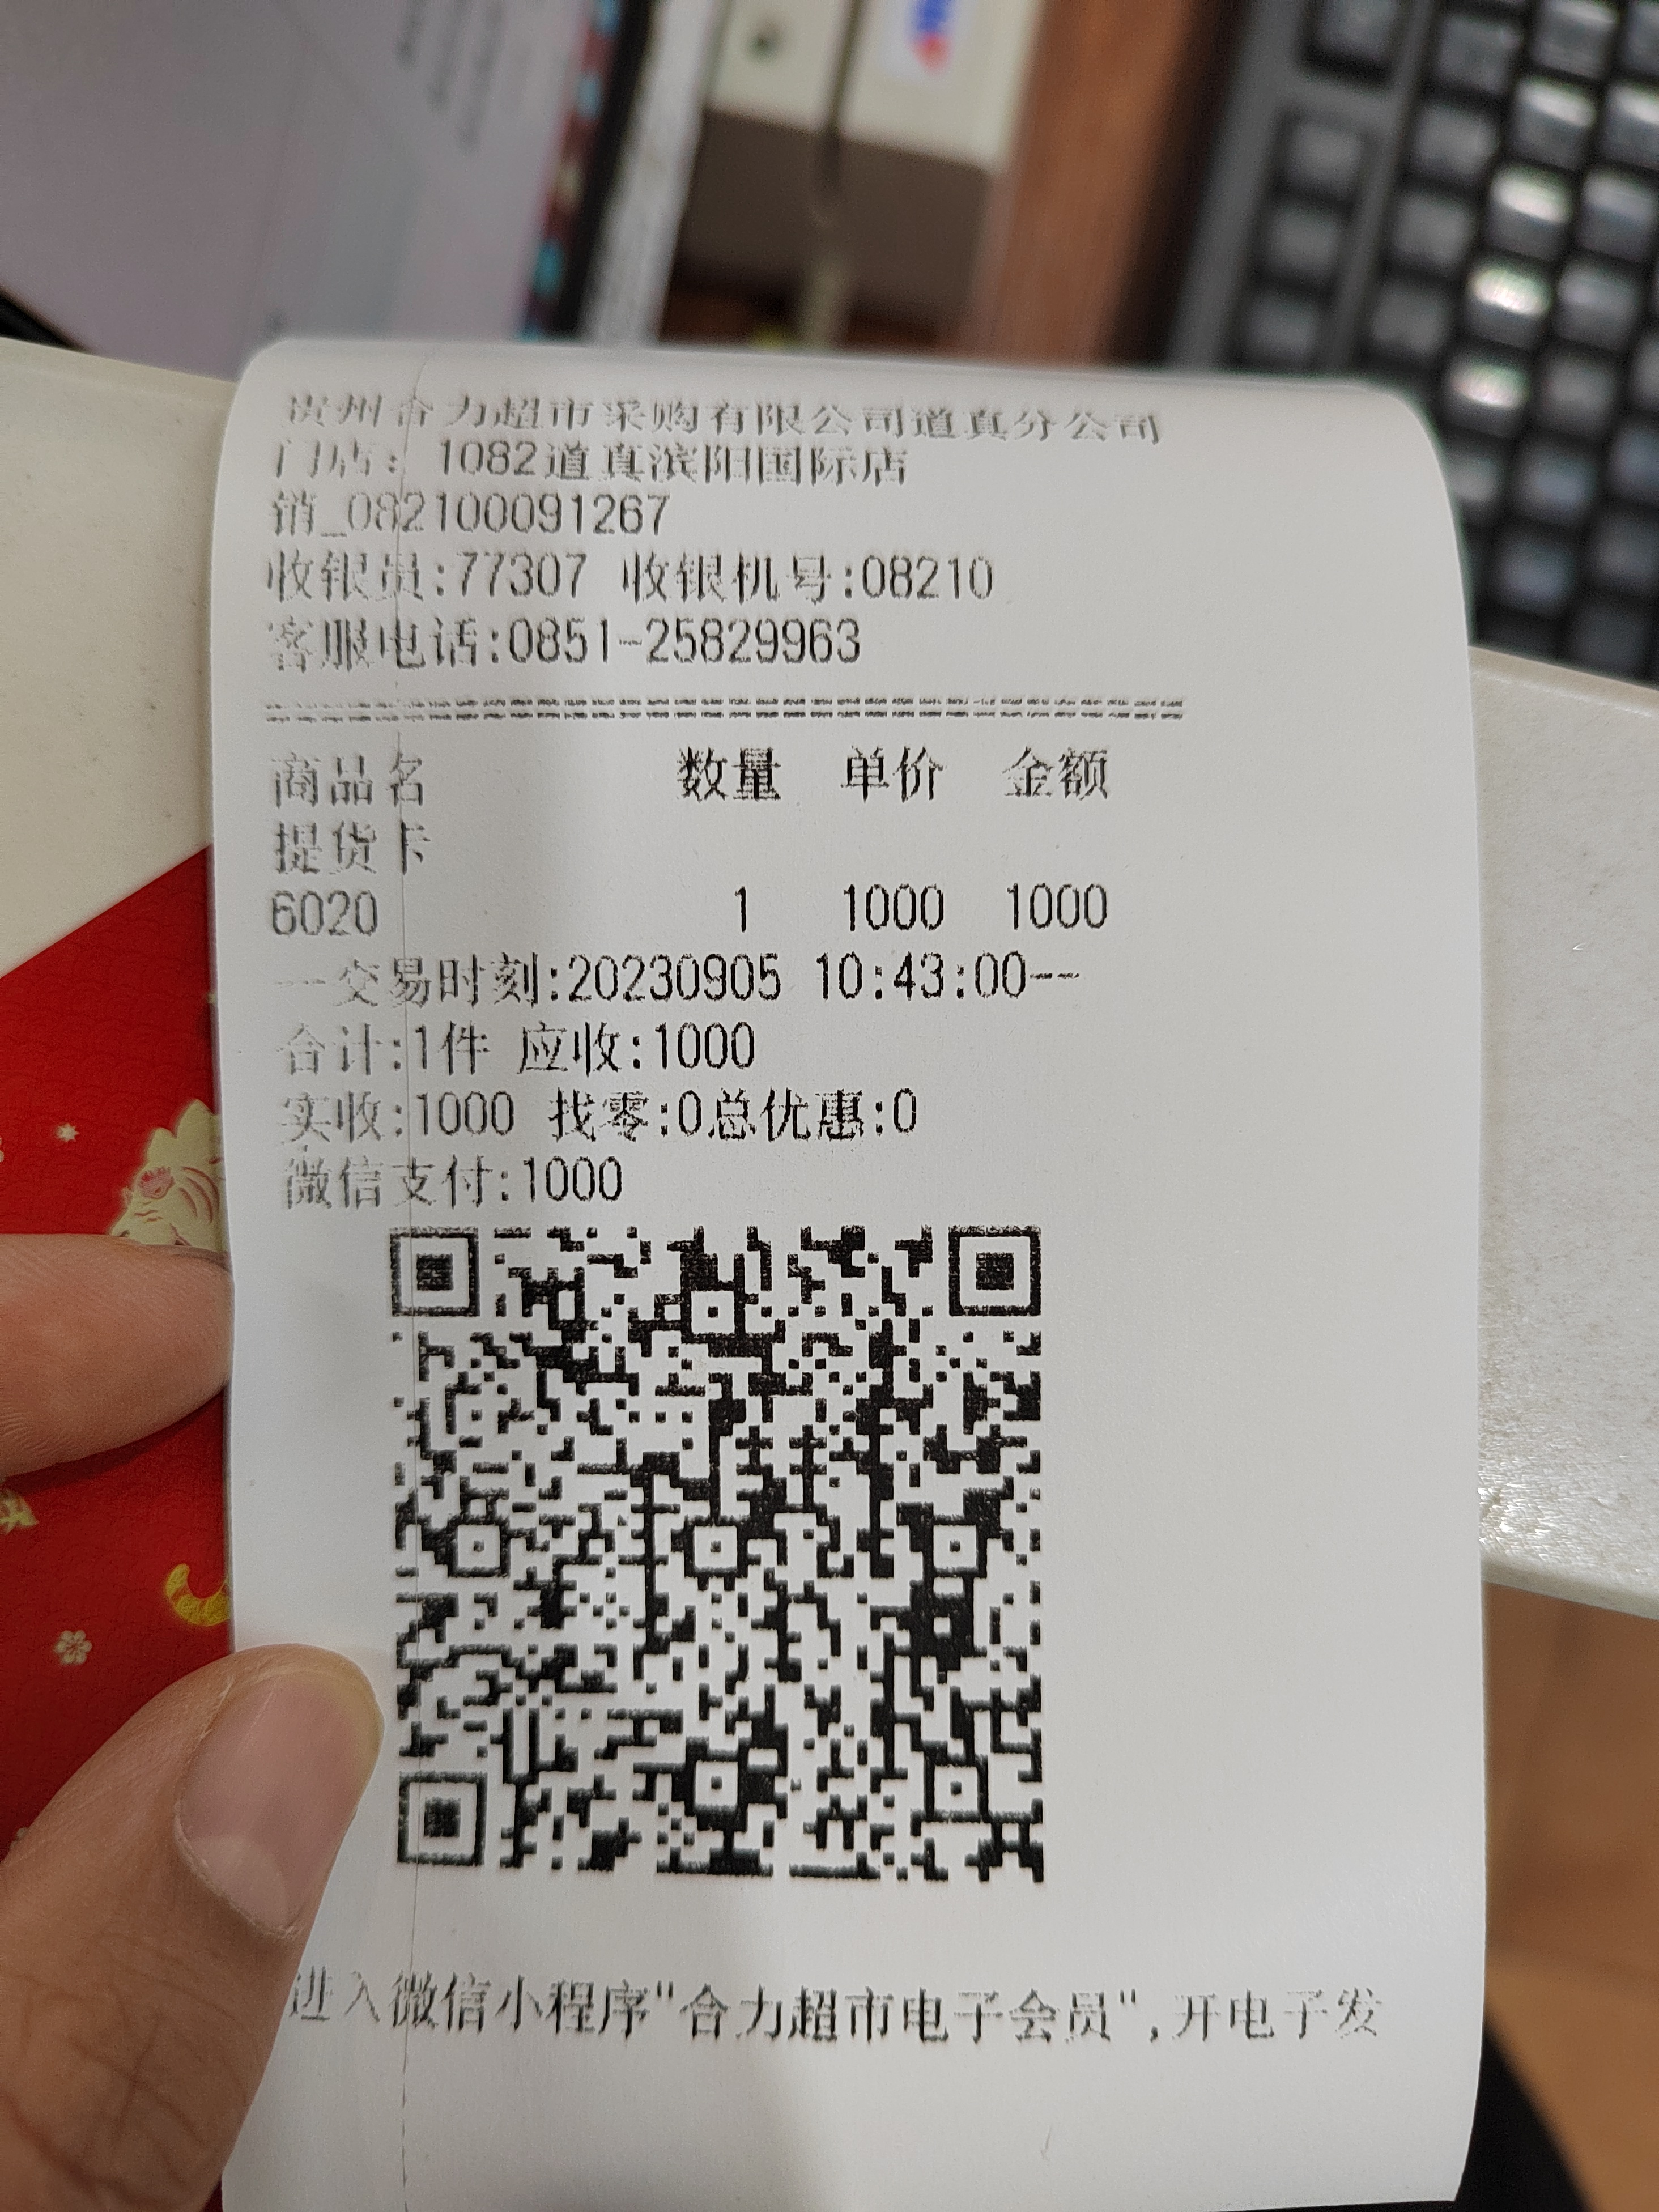 贵州合力超市采购有限公司道真分公司
门店：1082道真滨阳国际店
销_082100091267
收银员:77307 收银机号:08210
客服电话:0851-25829963
商品名 数量 单价 金额
提货卡
6020 1 1000 1000
--交易时刻:20230905 10:43:00--
合计:1件 应收:1000
实收:1000 找零:0总优惠:0
微信支付:1000
进入微信小程序"合力超市电子会员",开电子发